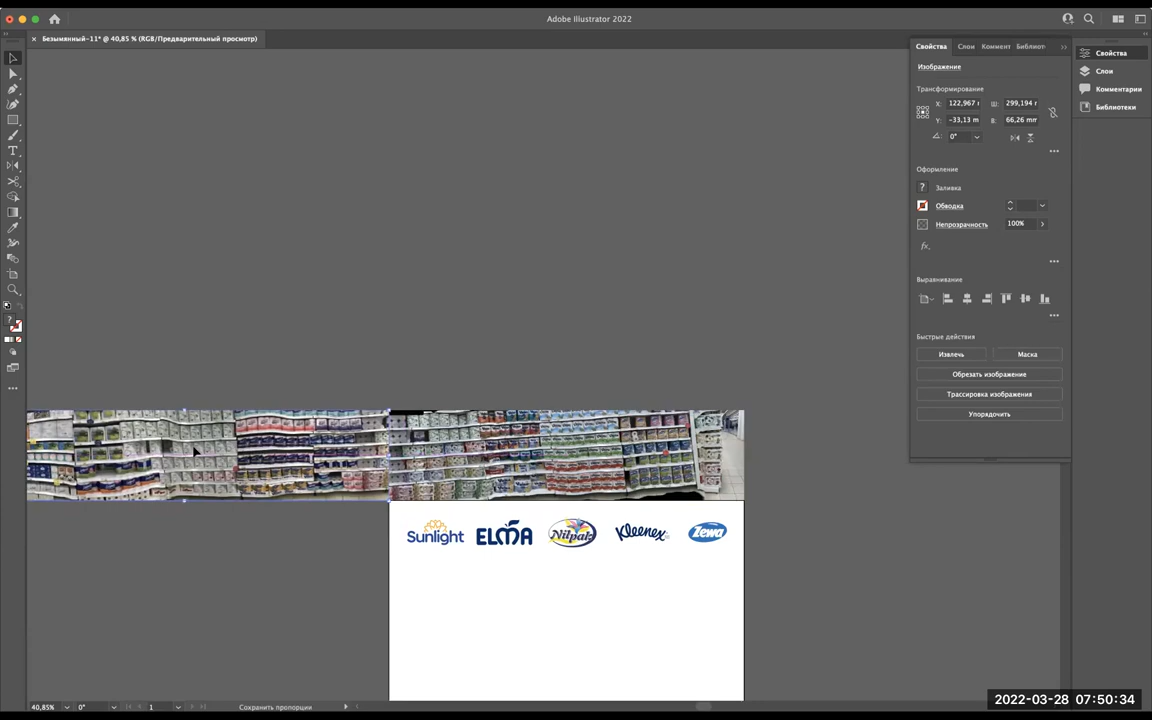 Adobe Illustrator 2022
× Безымянный-11* @ 40,85 % (RGB/Предварительный просмотр)
Свойства Слои Коммент Библиот
Изображение
Трансформирование
X: 122,967 Ш: 299,194
Y: -33,13 m В: 66,26 mm
0°
Оформление
? Заливка
Обводка
Непрозрачность 100%
fx.
Выравнивание
Быстрые действия
Извлечь Маска
Обрезать изображение
Трассировка изображения
Упорядочить
Свойства
Слои
Комментарии
Библиотеки
Sunlight ELMA Nilpak Kleenex Zewa
40,85% 0° 1 Сохранить пропорции
2022-03-28 07:50:34